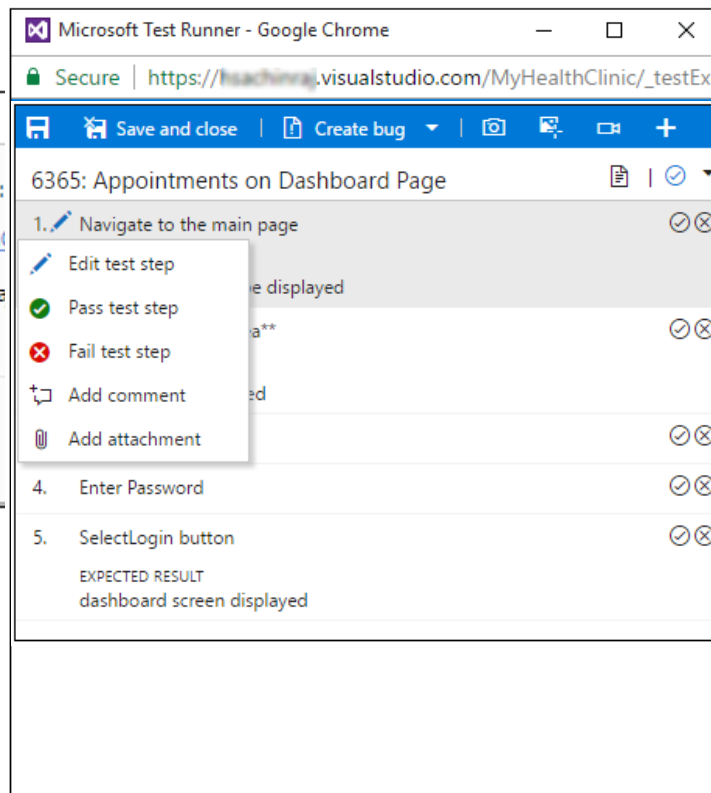 Microsoft Test Runner - Google Chrome
Secure | https:// .visualstudio.com/MyHealthClinic/_testEx
Save and close | Create bug
6365: Appointments on Dashboard Page
1. Navigate to the main page
Edit test step
e displayed
Pass test step
ea**
Fail test step
Add comment
ed
Add attachment
4. Enter Password
5. SelectLogin button
EXPECTED RESULT
dashboard screen displayed